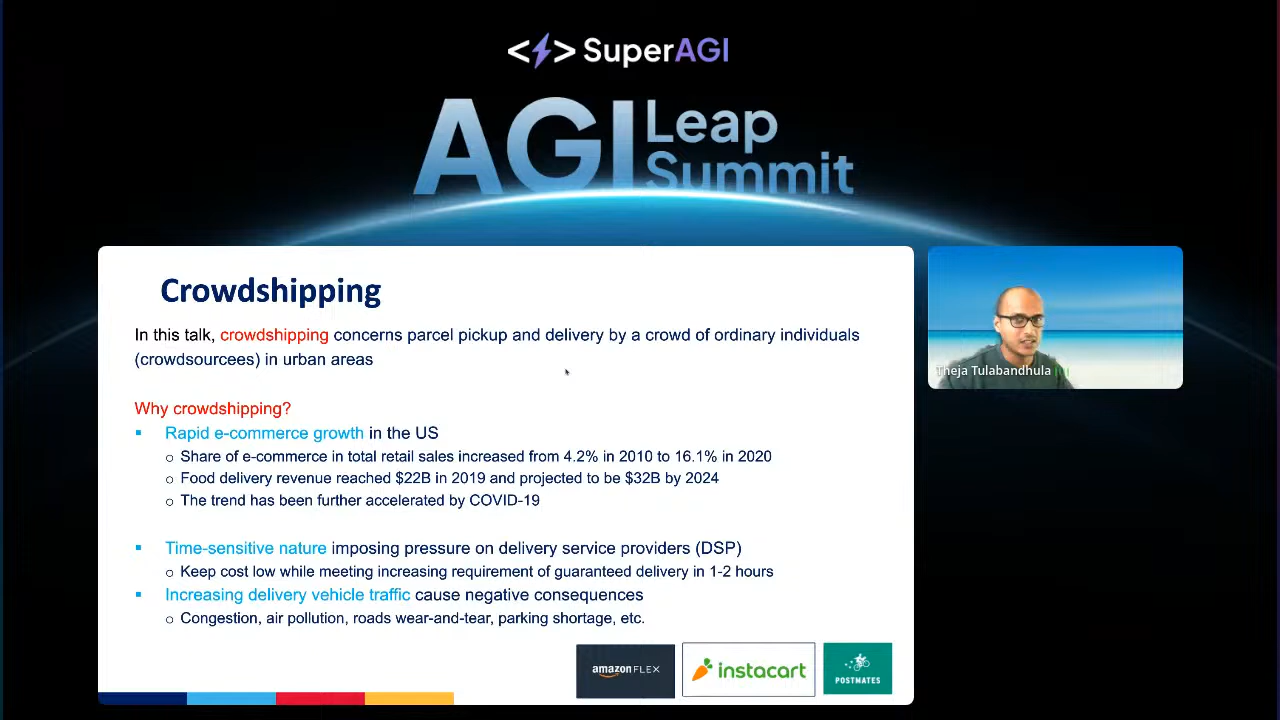 <> SuperAGI
AGI Leap Summit
Crowdshipping
In this talk, crowdshipping concerns parcel pickup and delivery by a crowd of ordinary individuals
(crowdsourcees) in urban areas
Why crowdshipping?
▪ Rapid e-commerce growth in the US
o Share of e-commerce in total retail sales increased from 4.2% in 2010 to 16.1% in 2020
o Food delivery revenue reached $22B in 2019 and projected to be $32B by 2024
o The trend has been further accelerated by COVID-19
▪ Time-sensitive nature imposing pressure on delivery service providers (DSP)
o Keep cost low while meeting increasing requirement of guaranteed delivery in 1-2 hours
▪ Increasing delivery vehicle traffic cause negative consequences
o Congestion, air pollution, roads wear-and-tear, parking shortage, etc.
amazon FLEX
instacart
POSTMATES
Theja Tulabandhula